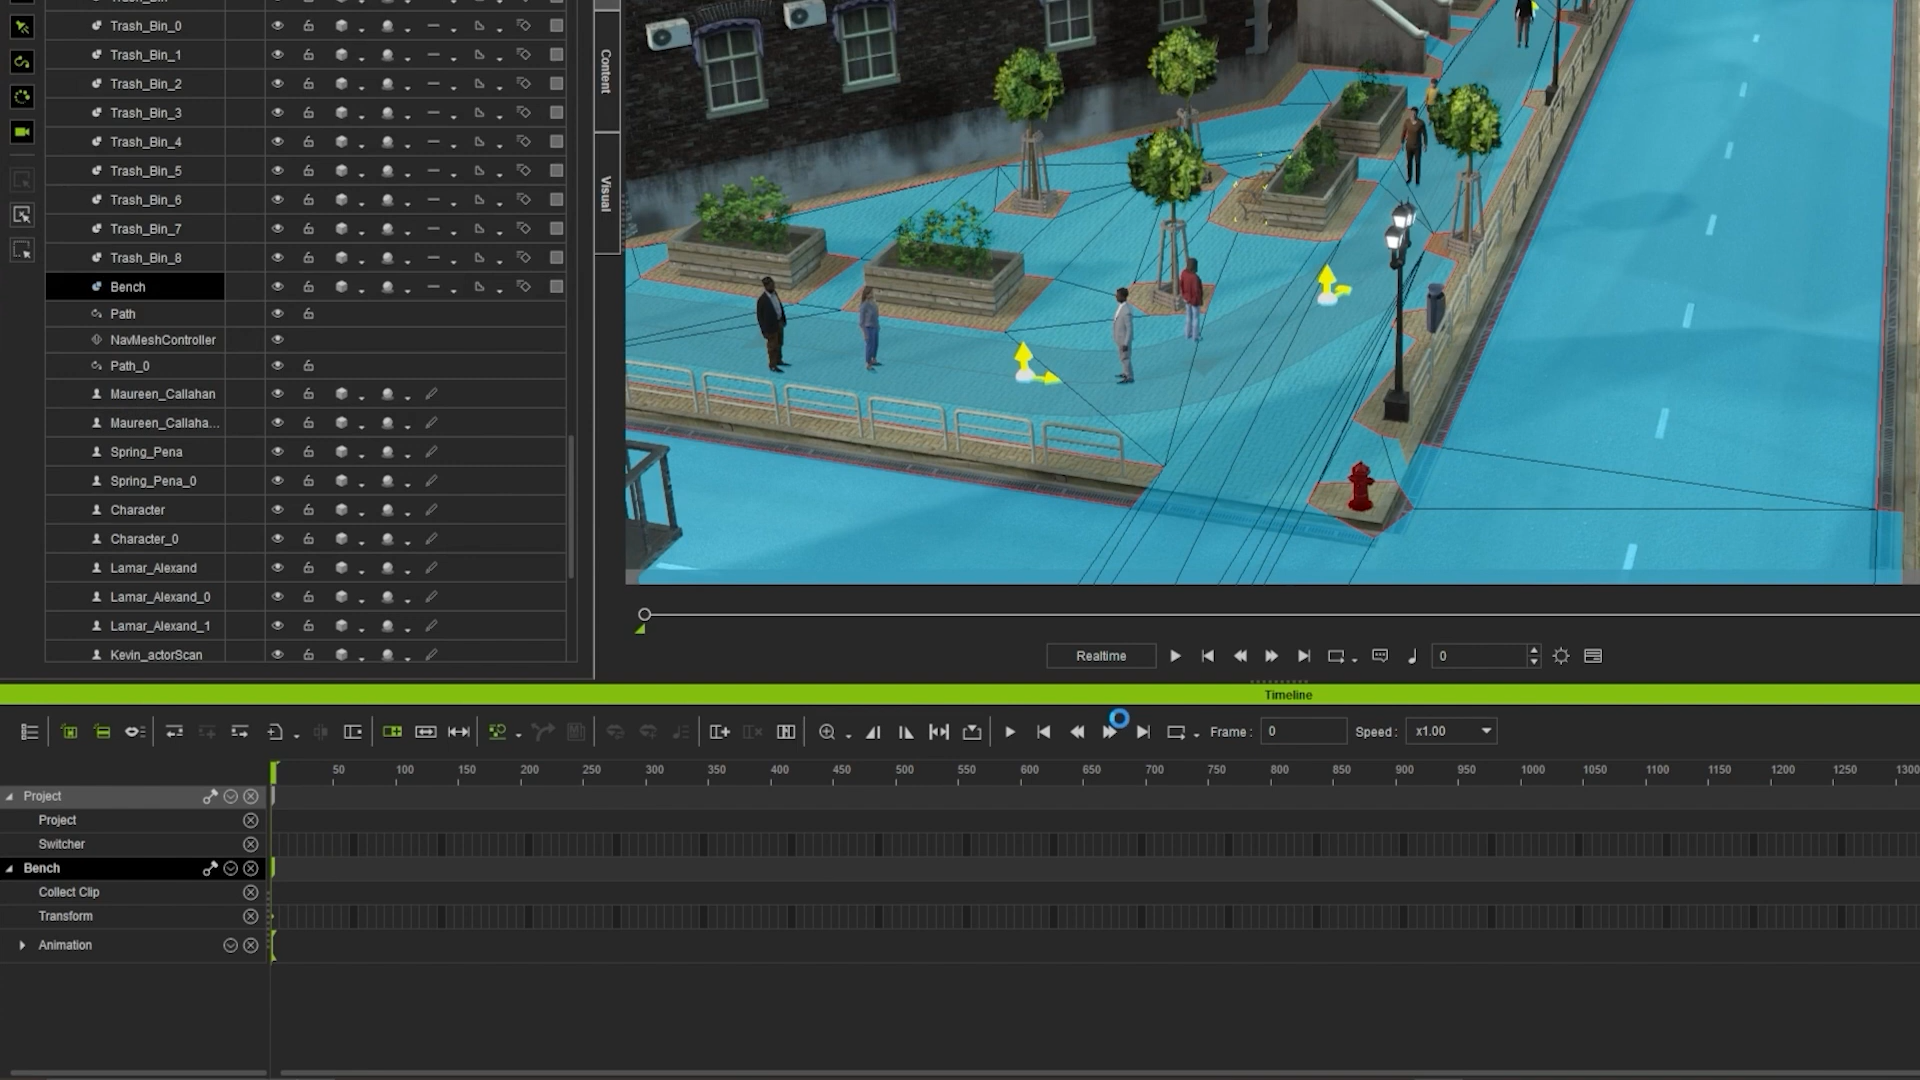 Trash_Bin_0
Trash_Bin_1
Trash_Bin_2
Trash_Bin_3
Trash_Bin_4
Trash_Bin_5
Trash_Bin_6
Trash_Bin_7
Trash_Bin_8
Bench
Path
NavMeshController
Path_0
Maureen_Callahan
Maureen_Callaha...
Spring_Pena
Spring_Pena_0
Character
Character_0
Lamar_Alexand
Lamar_Alexand_0
Lamar_Alexand_1
Kevin_actorScan
Content
Visual
Realtime
0
Timeline
Frame : 0 Speed : x1.00
50 100 150 200 250 300 350 400 450 500 550 600 650 700 750 800 850 900 950 1000 1050 1100 1150 1200 1250 1300
Project
Project
Switcher
Bench
Collect Clip
Transform
Animation